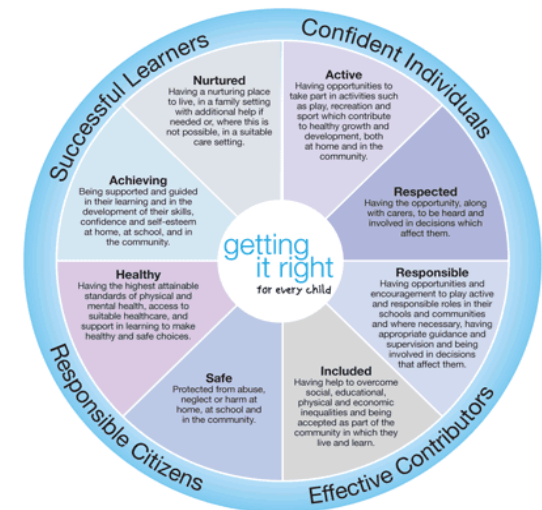 Successful Learners
Confident Individuals
Nurtured
Having a nurturing place
to live, in a family setting
with additional help if
needed or, where this is
not possible, in a suitable
care setting.
Active
Having opportunities to
take part in activities such
as play, recreation and
sport which contribute
to healthy growth and
development, both
at home and in the
community.
Achieving
Being supported and guided
in their learning and in the
development of their skills,
confidence and self-esteem
at home, at school, and in
the community.
Respected
Having the opportunity, along
with carers, to be heard and
involved in decisions which
affect them.
getting
it right
for every child
Healthy
Having the highest attainable
standards of physical and
mental health, access to
suitable healthcare, and
support in learning to make
healthy and safe choices.
Responsible
Having opportunities and
encouragement to play active
and responsible roles in their
schools and communities
and where necessary, having
appropriate guidance and
supervision and being
involved in decisions
that affect them.
Safe
Protected from abuse,
neglect or harm at
home, at school and
in the community.
Included
Having help to overcome
social, educational,
physical and economic
inequalities and being
accepted as part of the
community in which they
live and learn.
Responsible Citizens
Effective Contributors